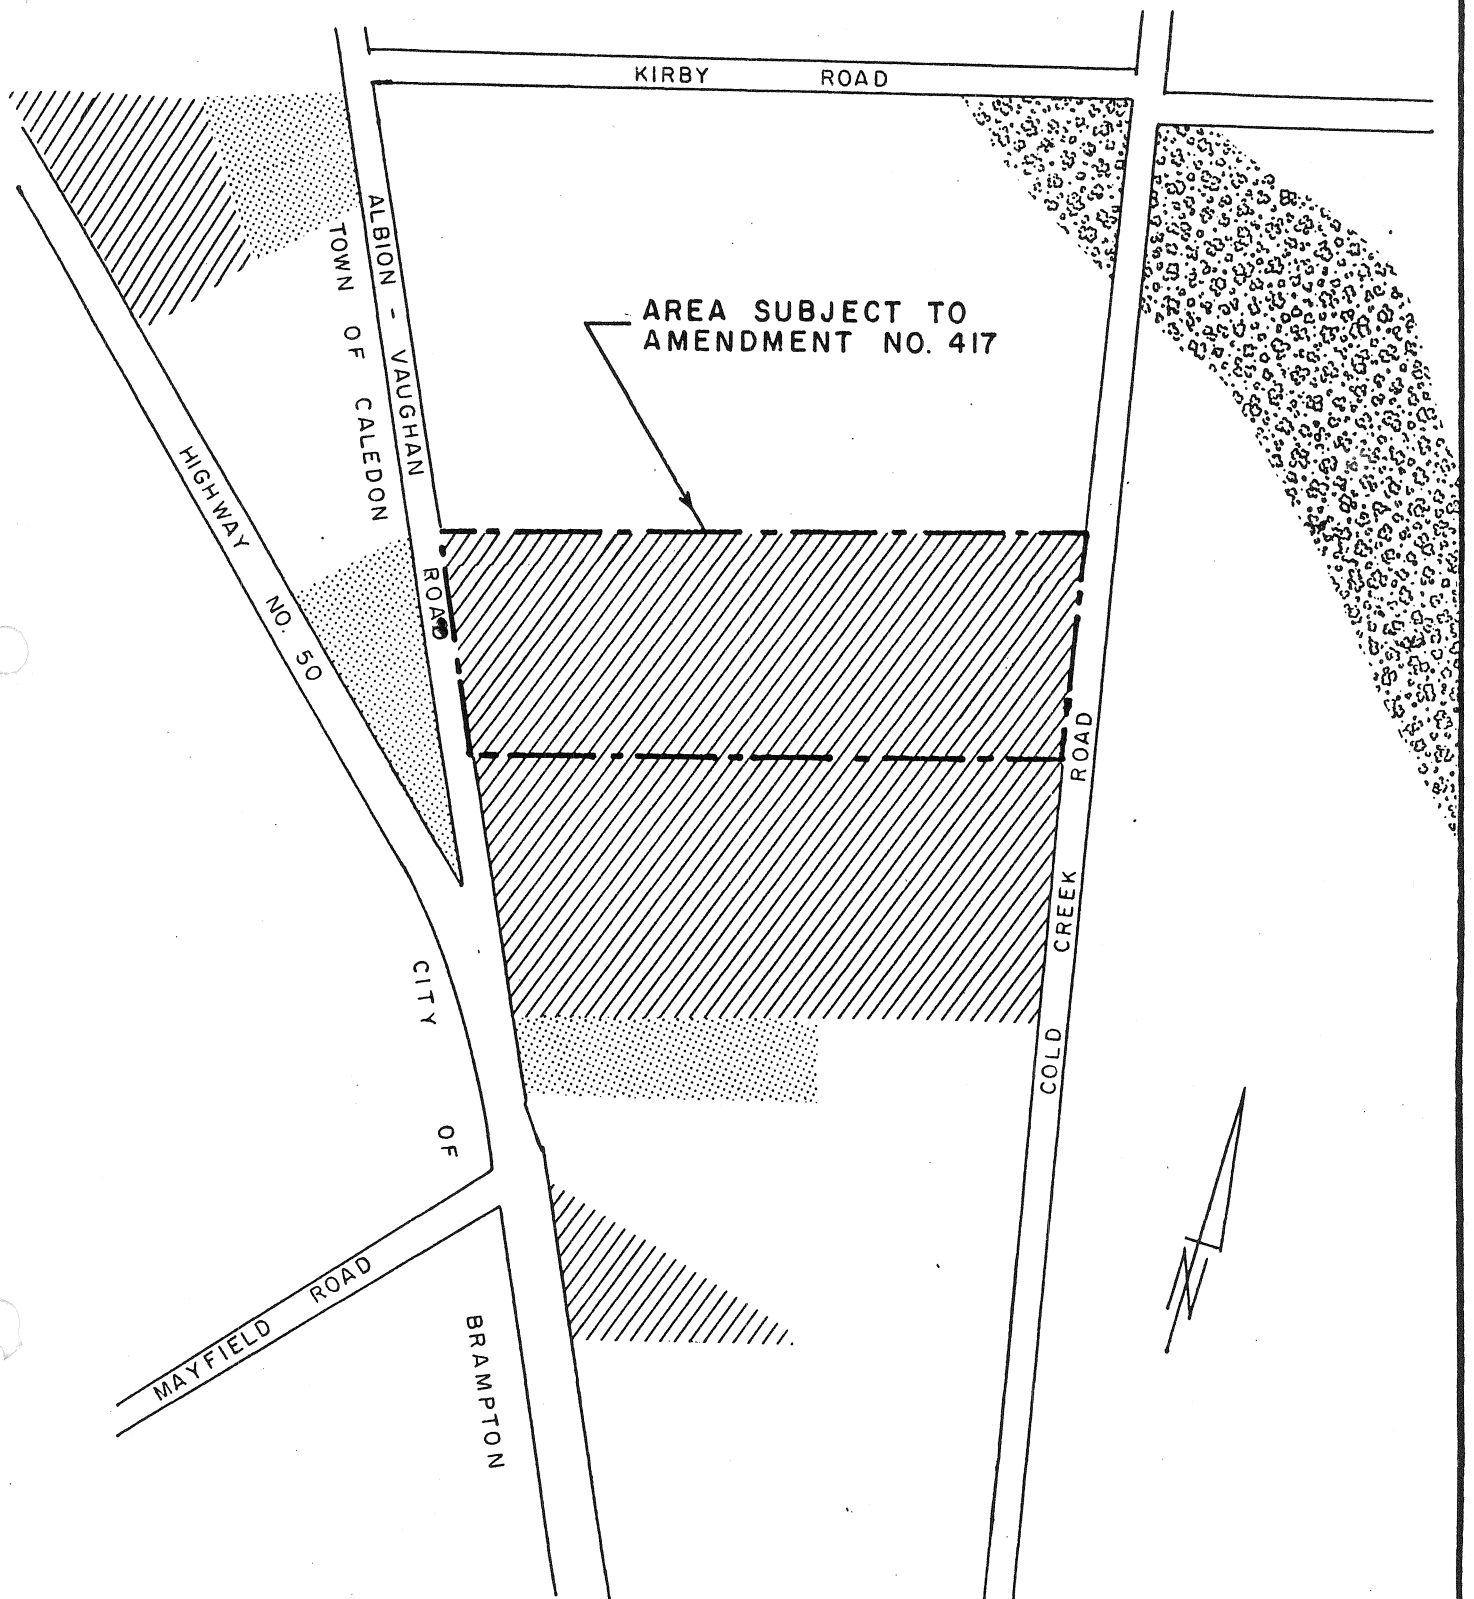 KIRBY ROAD
ALBION - VAUGHAN ROAD
TOWN OF CALEDON
AREA SUBJECT TO
AMENDMENT NO. 417
HIGHWAY NO. 50
COLD CREEK ROAD
CITY OF BRAMPTON
MAYFIELD ROAD
N